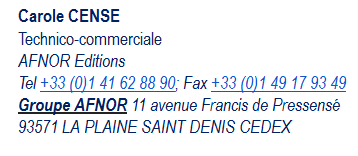 Carole CENSE
Technico-commerciale
AFNOR Editions
Tel +33 (0)1 41 62 88 90; Fax +33 (0)1 49 17 93 49
Groupe AFNOR 11 avenue Francis de Pressensé
93571 LA PLAINE SAINT DENIS CEDEX